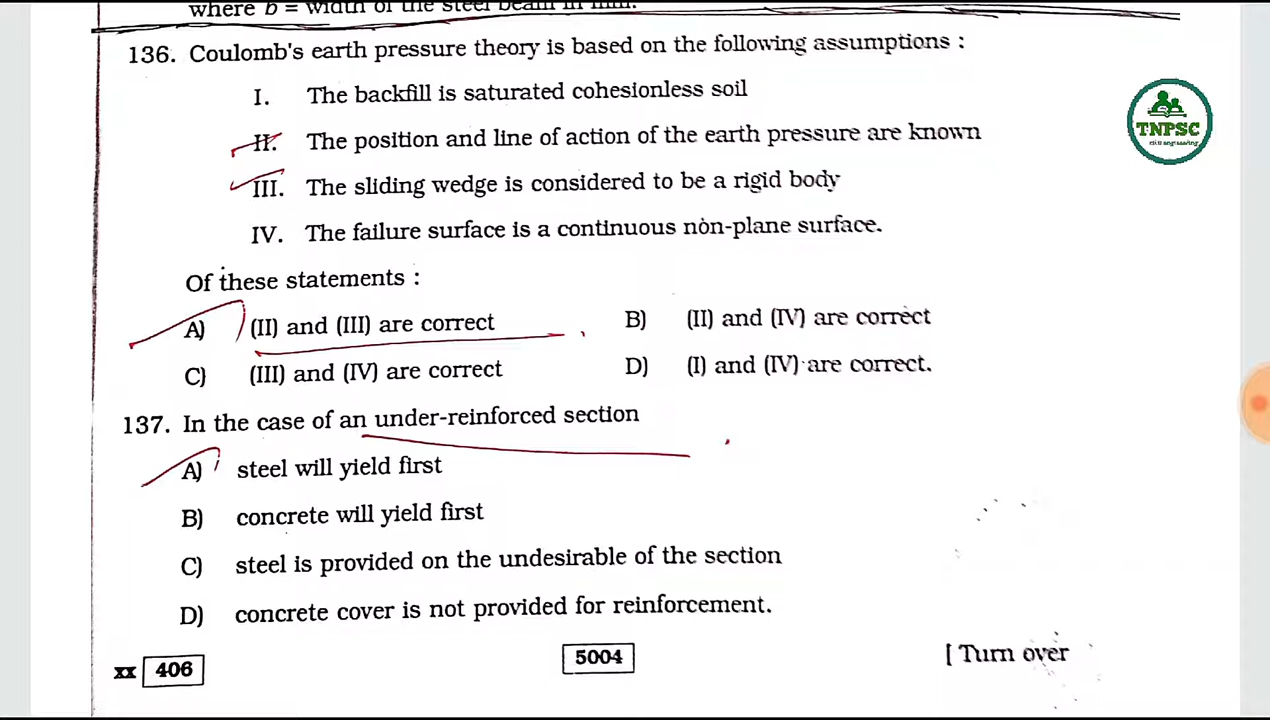 where b = width of the steel beam in mm.
136. Coulomb's earth pressure theory is based on the following assumptions :
I. The backfill is saturated cohesionless soil
II. The position and line of action of the earth pressure are known
III. The sliding wedge is considered to be a rigid body
IV. The failure surface is a continuous non-plane surface.
Of these statements :
A) (II) and (III) are correct B) (II) and (IV) are correct
C) (III) and (IV) are correct D) (I) and (IV) are correct.
137. In the case of an under-reinforced section
A) steel will yield first
B) concrete will yield first
C) steel is provided on the undesirable of the section
D) concrete cover is not provided for reinforcement.
xx 406 5004 [ Turn over
TNPSC